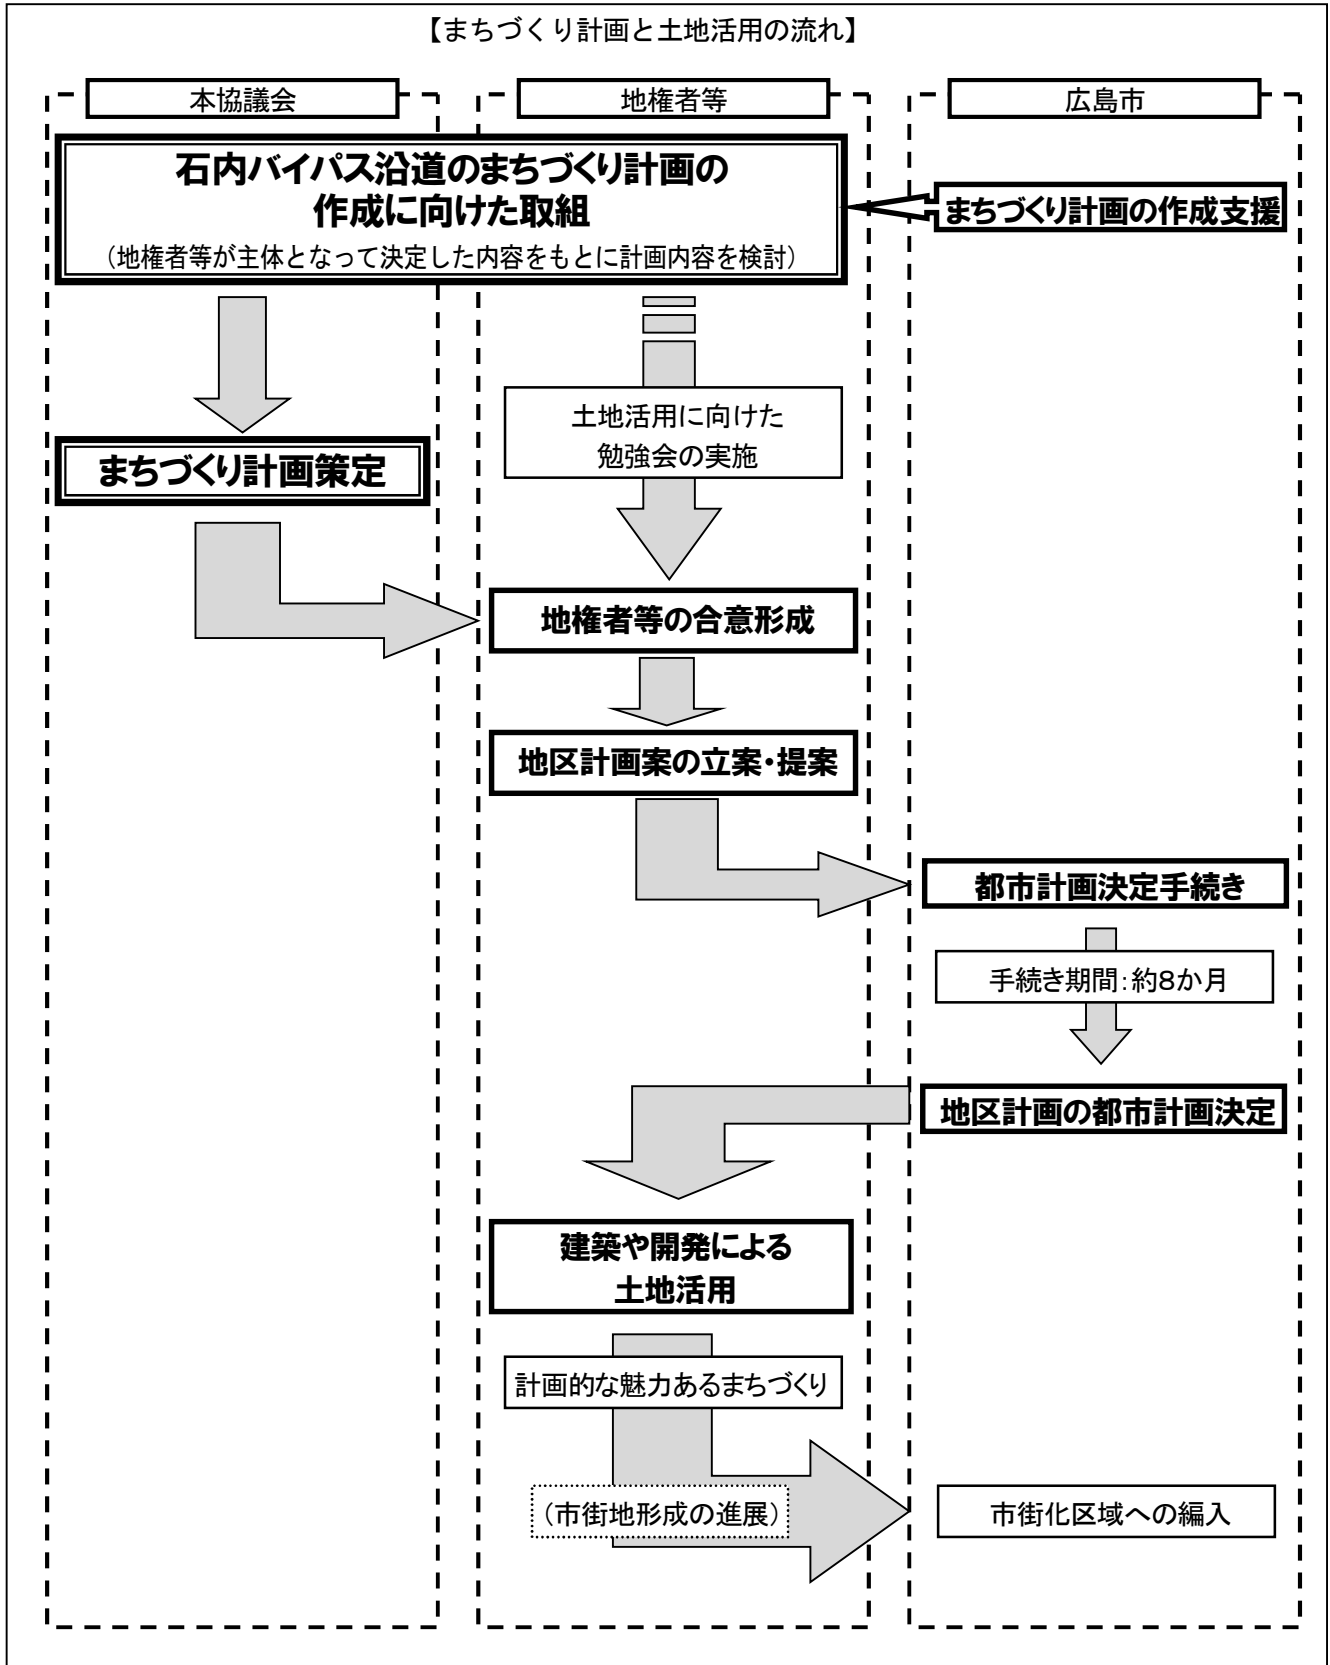 【まちづくり計画と土地活用の流れ】
本協議会
地権者等
広島市
石内バイパス沿道のまちづくり計画の
作成に向けた取組
（地権者等が主体となって決定した内容をもとに計画内容を検討）
まちづくり計画の作成支援
土地活用に向けた
勉強会の実施
まちづくり計画策定
地権者等の合意形成
地区計画案の立案・提案
都市計画決定手続き
手続き期間：約８か月
地区計画の都市計画決定
建築や開発による
土地活用
計画的な魅力あるまちづくり
（市街地形成の進展）
市街化区域への編入